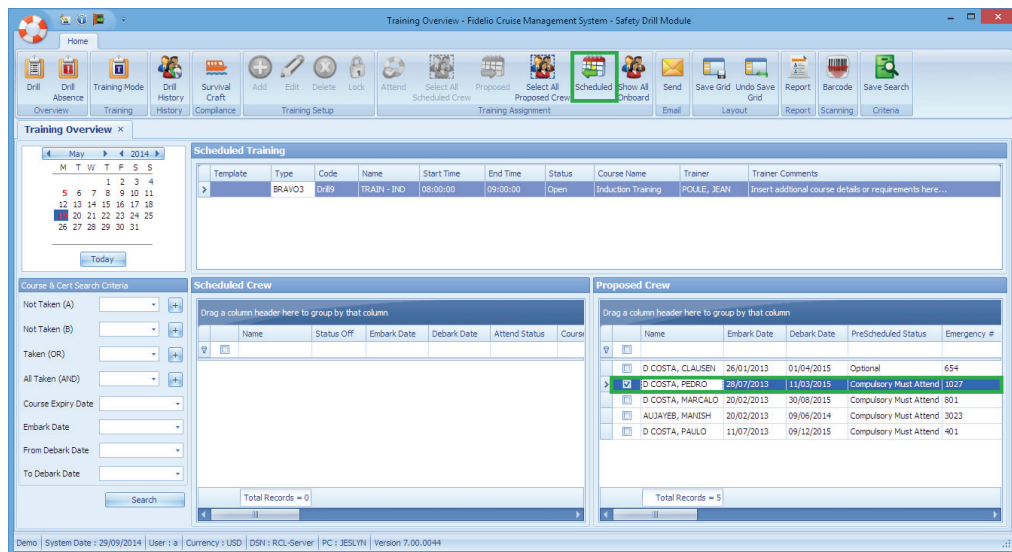 Training Overview - Fidelio Cruise Management System - Safety Drill Module
Home
Drill
Drill Absence
Training Mode
Drill History
Survival Craft
Add
Edit
Delete
Lock
Attend
Select All Scheduled Crew
Proposed
Select All Proposed Crew
Scheduled
Show All Onboard
Send
Save Grid
Undo Save Grid
Report
Barcode
Save Search
Overview
Training
History
Compliance
Training Setup
Training Assignment
Email
Layout
Report
Scanning
Criteria
Training Overview ×
May 2014
M T W T F S S
1 2 3 4
5 6 7 8 9 10 11
12 13 14 15 16 17 18
19 20 21 22 23 24 25
26 27 28 29 30 31
Today
Scheduled Training
Template Type Code Name Start Time End Time Status Course Name Trainer Trainer Comments
BRAVO3 Drill9 TRAIN - IND 08:00:00 09:00:00 Open Induction Training POULE, JEAN Insert addtional course details or requirements here...
Course & Cert Search Criteria
Not Taken (A)
Not Taken (B)
Taken (OR)
All Taken (AND)
Course Expiry Date
Embark Date
From Debark Date
To Debark Date
Search
Scheduled Crew
Drag a column header here to group by that column
Name Status Off Embark Date Debark Date Attend Status Course
Total Records = 0
Proposed Crew
Drag a column header here to group by that column
Name Embark Date Debark Date PreScheduled Status Emergency #
D COSTA, CLAUSEN 26/01/2013 01/04/2015 Optional 654
D COSTA, PEDRO 28/07/2013 11/03/2015 Compulsory Must Attend 1027
D COSTA, MARCALO 20/02/2013 30/08/2015 Compulsory Must Attend 801
AUJAYEB, MANISH 20/02/2013 09/06/2014 Compulsory Must Attend 3023
D COSTA, PAULO 11/07/2013 09/12/2015 Compulsory Must Attend 401
Total Records = 5
Demo System Date : 29/09/2014 User : a Currency : USD DSN : RCL-Server PC : JESLYN Version 7.00.0044